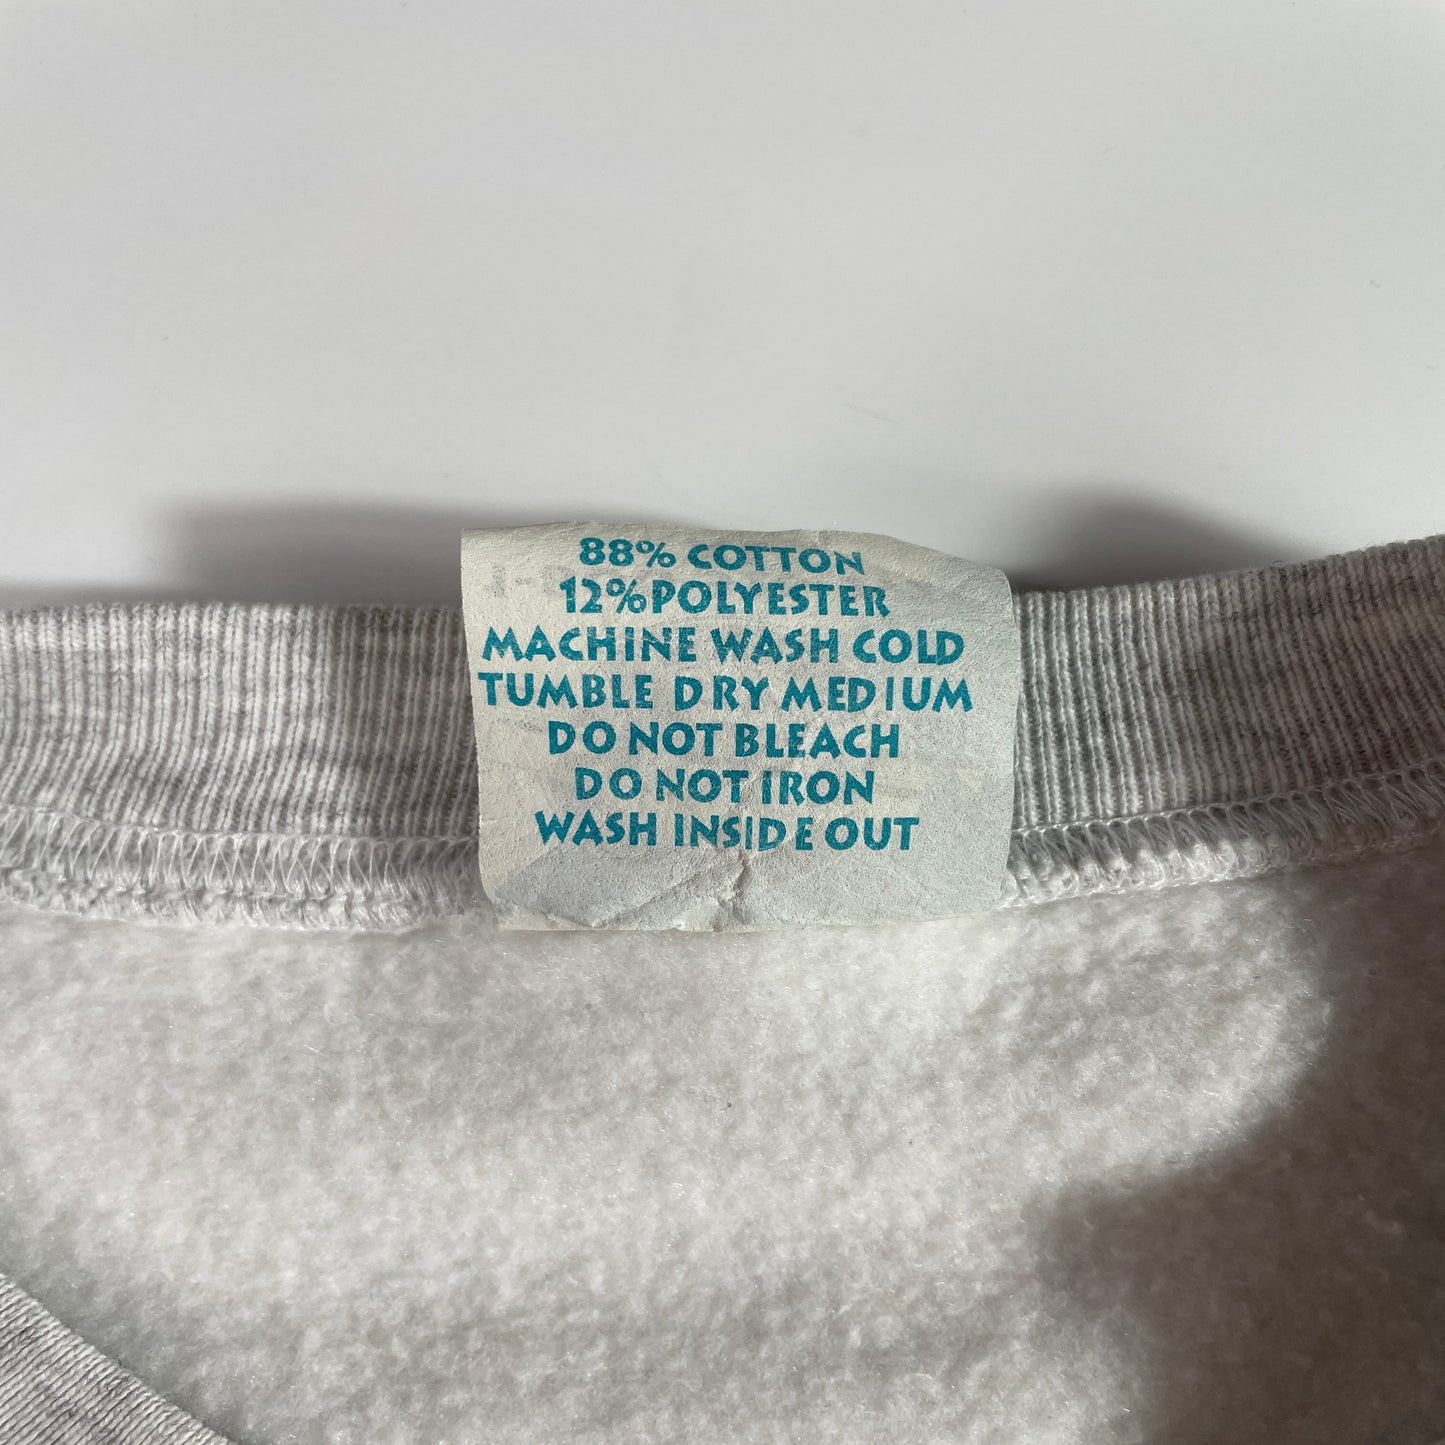 88% COTTON
12% POLYESTER
MACHINE WASH COLD
TUMBLE DRY MEDIUM
DO NOT BLEACH
DO NOT IRON
WASH INSIDE OUT